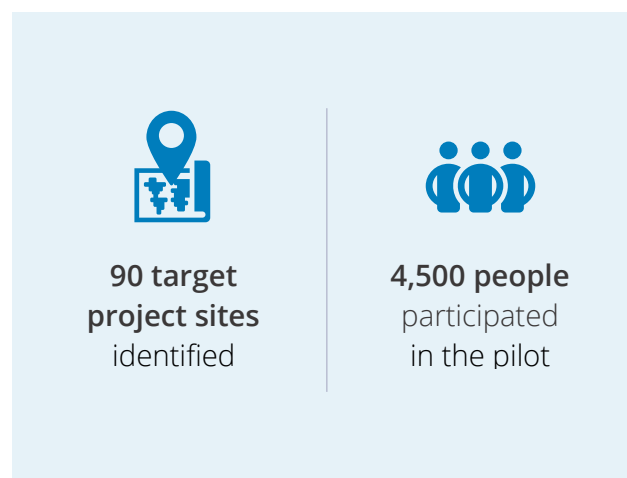 90 target
project sites
identified
4,500 people
participated
in the pilot